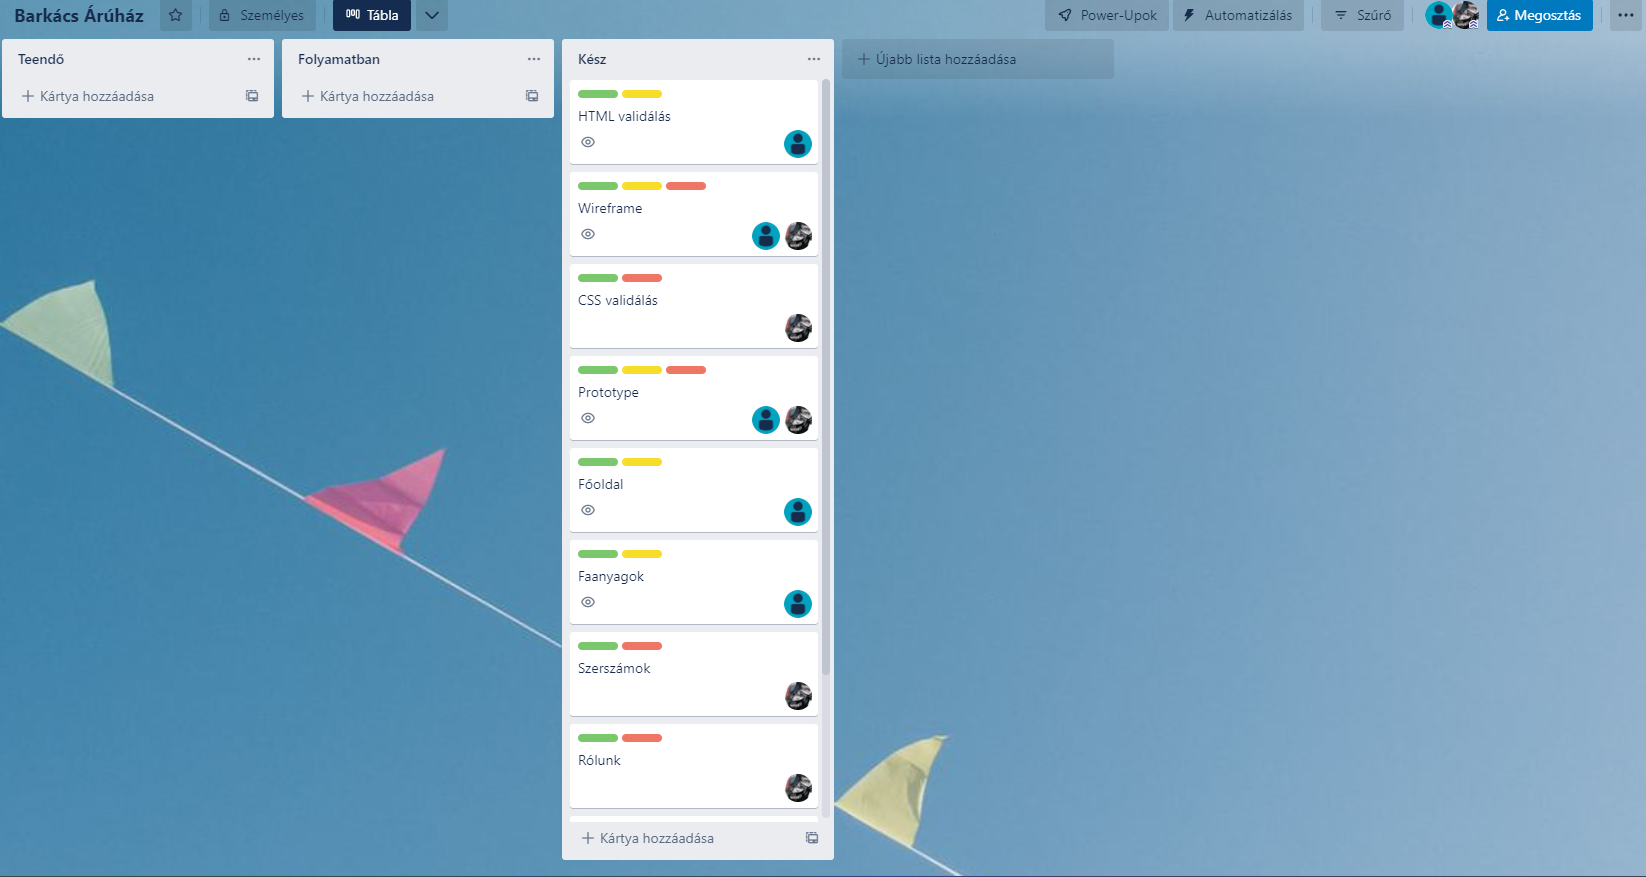 Barkács Árúház
Személyes
Tábla
Power-Upok
Automatizálás
Szűrő
Megosztás
Teendő
Kártya hozzáadása
Folyamatban
Kártya hozzáadása
Kész
HTML validálás
Wireframe
CSS validálás
Prototype
Főoldal
Faanyagok
Szerszámok
Rólunk
Kártya hozzáadása
Újabb lista hozzáadása